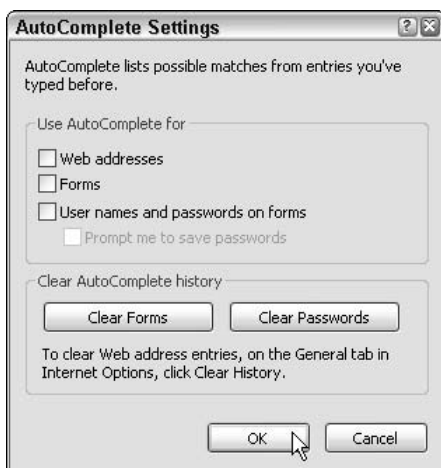 AutoComplete Settings
AutoComplete lists possible matches from entries you've
typed before.
Use AutoComplete for
Web addresses
Forms
User names and passwords on forms
Prompt me to save passwords
Clear AutoComplete history
Clear Forms
Clear Passwords
To clear Web address entries, on the General tab in
Internet Options, click Clear History.
OK
Cancel